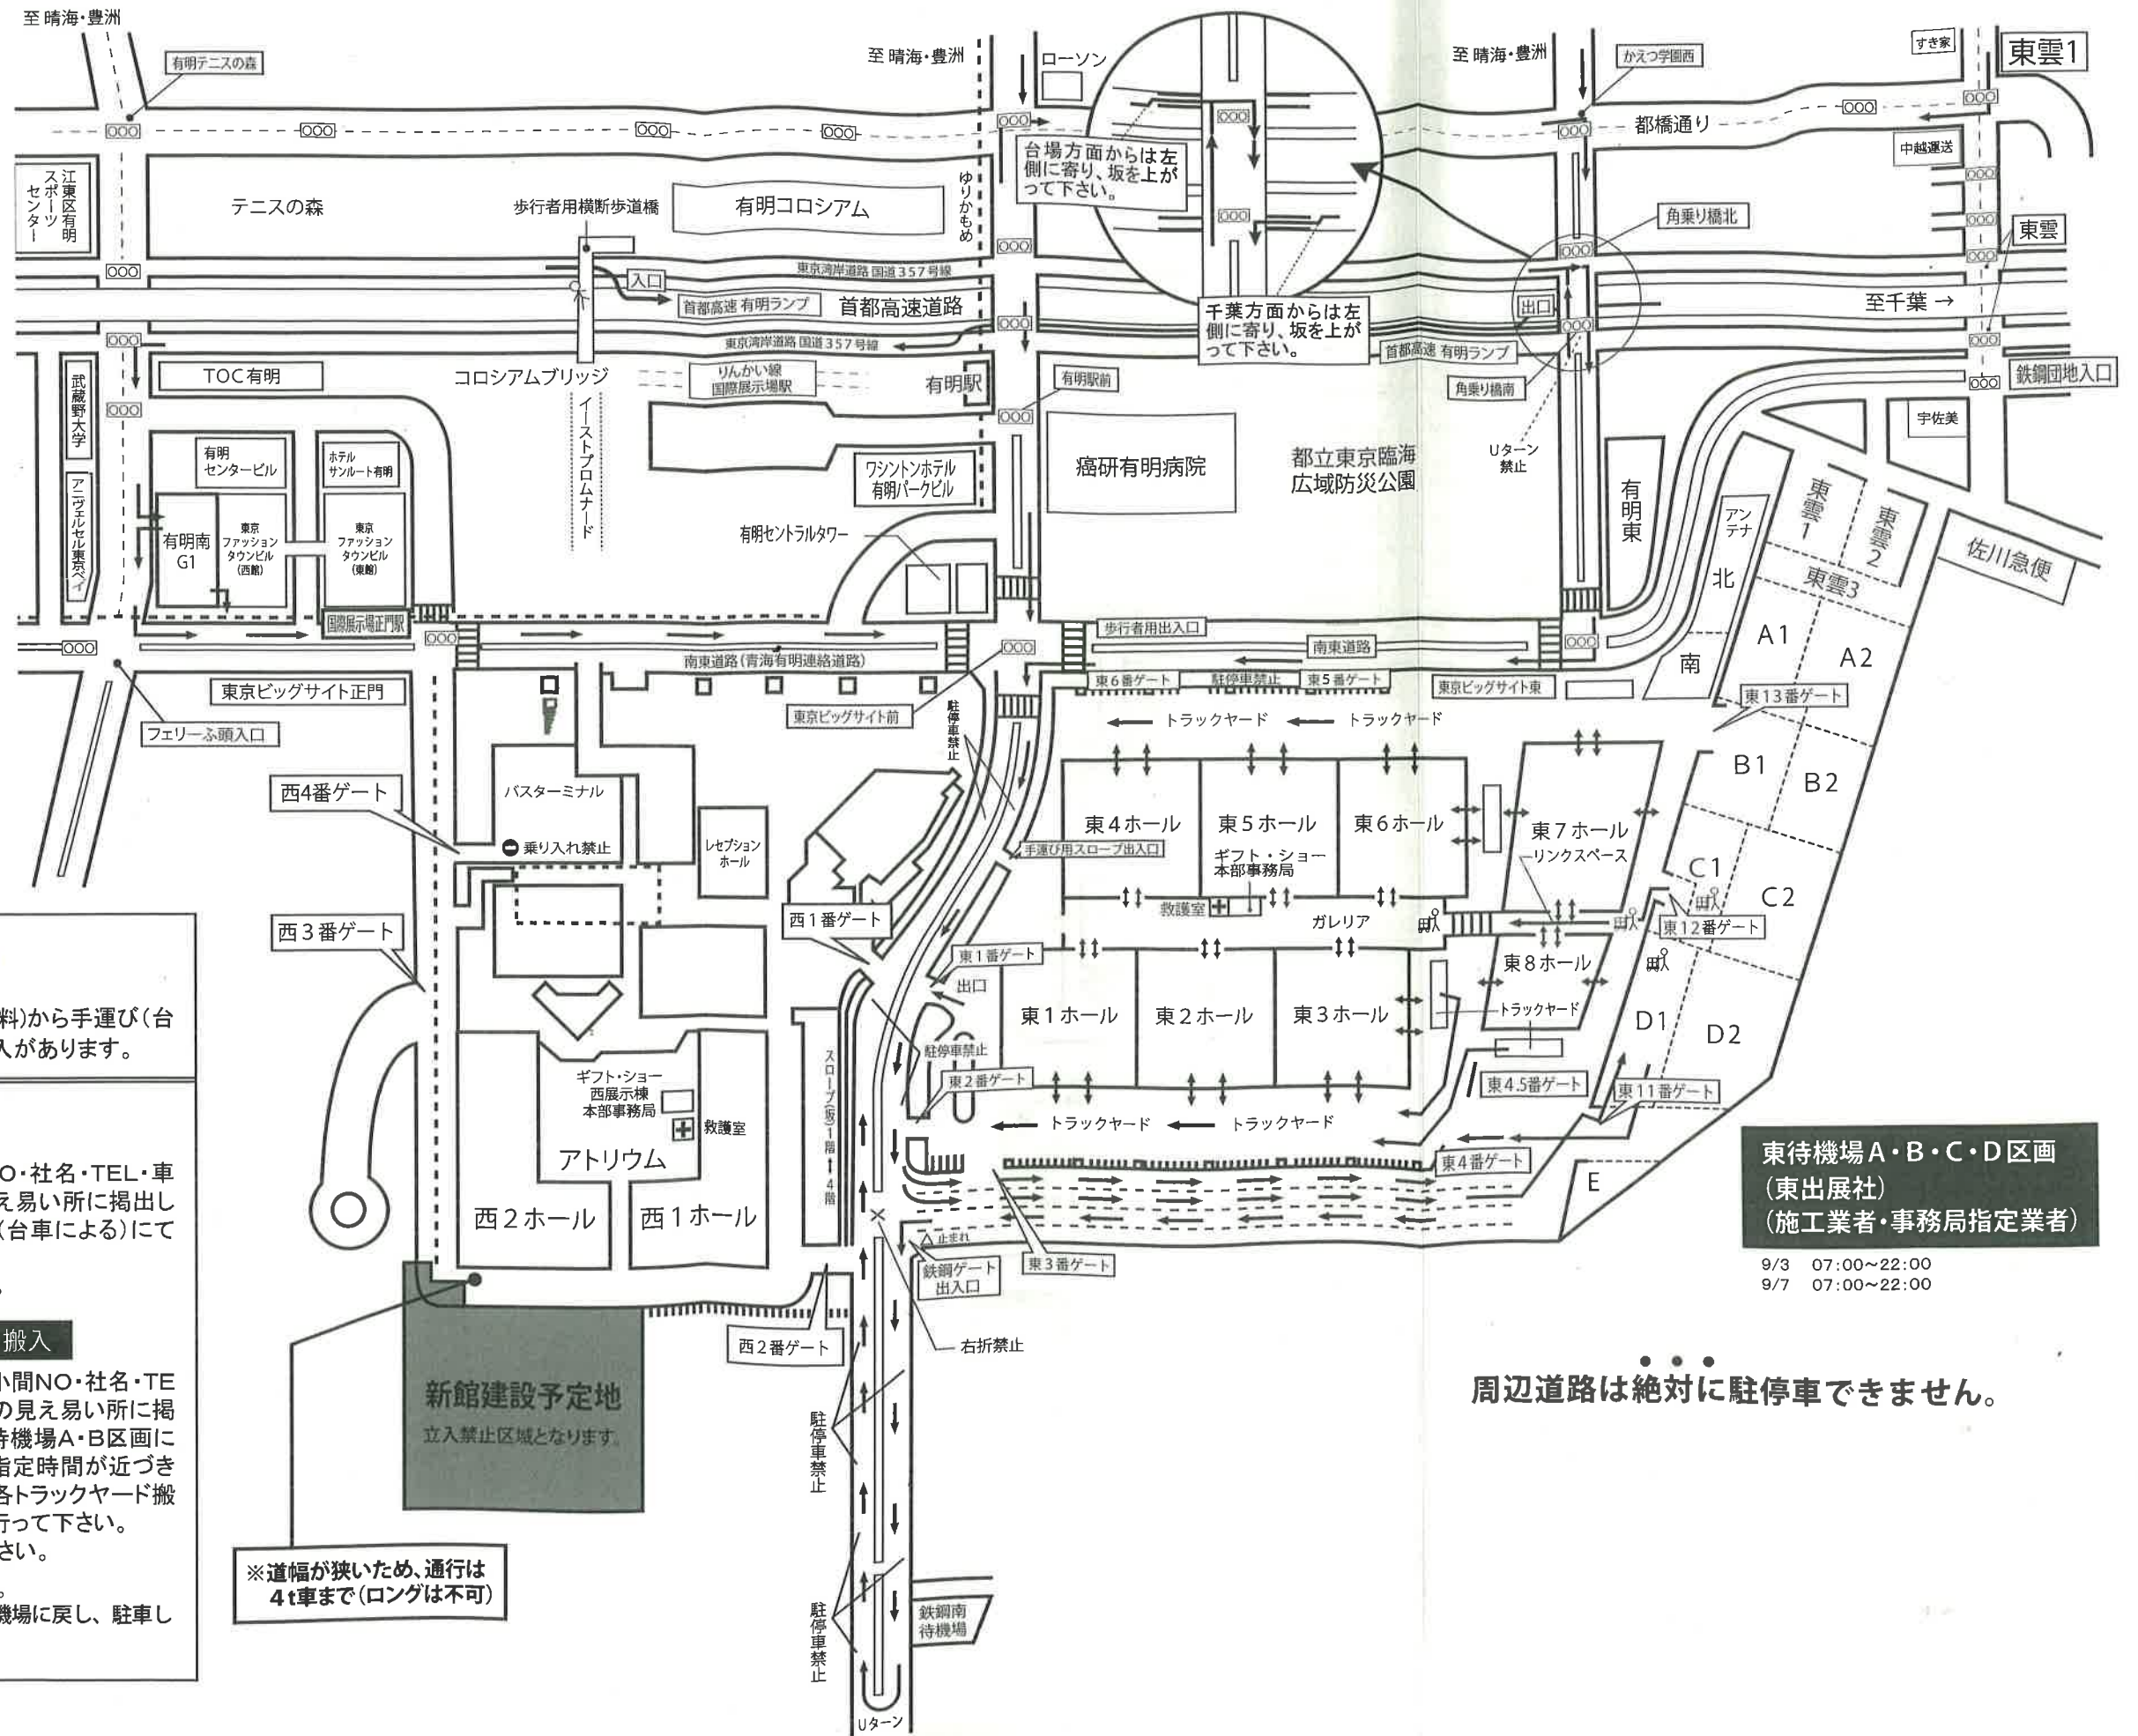 至 晴海・豊洲
有明テニスの森
至 晴海・豊洲
ローソン
至 晴海・豊洲
かえつ学園西
すき家
東雲1
都橋通り
中越運送
台場方面からは左
側に寄り、坂を上が
って下さい。
江東区有明
スポーツ
センター
テニスの森
歩行者用横断歩道橋
有明コロシアム
ゆりかもめ
角乗り橋北
東雲
入口
東京湾岸道路 国道357号線
首都高速 有明ランプ
首都高速道路
東京湾岸道路 国道357号線
千葉方面からは左
側に寄り、坂を上が
って下さい。
出口
至千葉 →
首都高速 有明ランプ
武蔵野大学
TOC有明
コロシアムブリッジ
りんかい線
国際展示場駅
有明駅
有明駅前
角乗り橋南
鉄鋼団地入口
宇佐美
イーストプロムナード
Uターン
禁止
有明
センタービル
ホテル
サンルート有明
ワシントンホテル
有明パークビル
癌研有明病院
都立東京臨海
広域防災公園
有明東
アンテナ
東雲1
東雲2
佐川急便
アニヴェルセル東京ベイ
有明南
G1
東京
ファッション
タウンビル
(西館)
東京
ファッション
タウンビル
(東館)
有明セントラルタワー
北
東雲3
国際展示場正門駅
歩行者用出入口
南東道路
南東道路(青海有明連絡道路)
南
A1
A2
東京ビッグサイト正門
東6番ゲート
駐停車禁止
東5番ゲート
東京ビッグサイト東
東13番ゲート
フェリーふ頭入口
東京ビッグサイト前
駐停車禁止
トラックヤード
トラックヤード
B1
B2
西4番ゲート
バスターミナル
乗り入れ禁止
レセプション
ホール
東4ホール
東5ホール
東6ホール
東7ホール
リンクスペース
手運び用スロープ出入口
ギフト・ショー
本部事務局
C1
C2
西3番ゲート
西1番ゲート
救護室
ガレリア
東12番ゲート
東1番ゲート
出口
東8ホール
東1ホール
東2ホール
東3ホール
トラックヤード
D1
D2
料)から手運び(台
入があります。
駐停車禁止
東2番ゲート
スロープ(坂)1階↔4階
ギフト・ショー
西展示棟
本部事務局
救護室
アトリウム
東4.5番ゲート
東11番ゲート
トラックヤード
トラックヤード
東4番ゲート
E
O・社名・TEL・車
え易い所に掲出し
(台車による)にて
。
西2ホール
西1ホール
止まれ
鉄鋼ゲート
出入口
東3番ゲート
東待機場A・B・C・D区画
(東出展社)
(施工業者・事務局指定業者)
9/3 07:00~22:00
9/7 07:00~22:00
西2番ゲート
右折禁止
搬入
小間NO・社名・TE
の見え易い所に掲
待機場A・B区画に
指定時間が近づき
各トラックヤード搬
行って下さい。
さい。
。
機場に戻し、駐車し
新館建設予定地
立入禁止区域となります。
周辺道路は絶対に駐停車できません。
駐停車禁止
※道幅が狭いため、通行は
4t車まで(ロングは不可)
駐停車禁止
鉄鋼南
待機場
Uターン